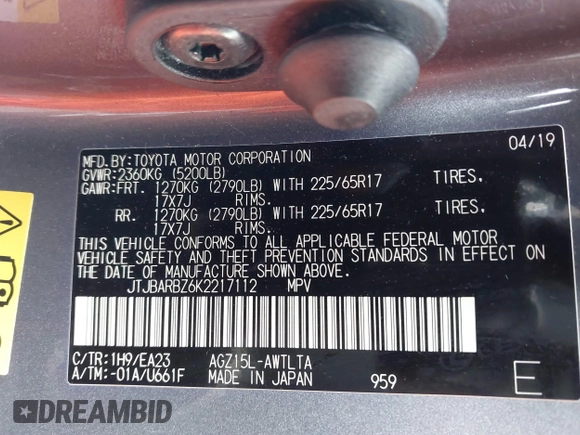 04/19
MFD.BY:TOYOTA MOTOR CORPORATION
GVWR:2360KG (5200LB)
GAWR:FRT. 1270KG (2790LB) WITH 225/65R17 TIRES,
17X7J RIMS.
RR. 1270KG (2790LB) WITH 225/65R17 TIRES,
17X7J RIMS.
THIS VEHICLE CONFORMS TO ALL APPLICABLE FEDERAL MOTOR
VEHICLE SAFETY AND THEFT PREVENTION STANDARDS IN EFFECT ON
THE DATE OF MANUFACTURE SHOWN ABOVE.
JTJBARBZ6K2217112 MPV
C/TR:1H9/EA23 AGZ15L-AWTLTA
A/TM:-01A/U661F MADE IN JAPAN 959 E
DREAMBID